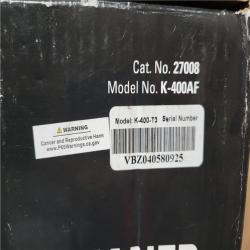 Cat. No. 27008
Model No. K-400AF
WARNING
Cancer and Reproductive Harm
www.P65Warnings.ca.gov
Model: K-400-T3 Serial Number
VBZ040580925